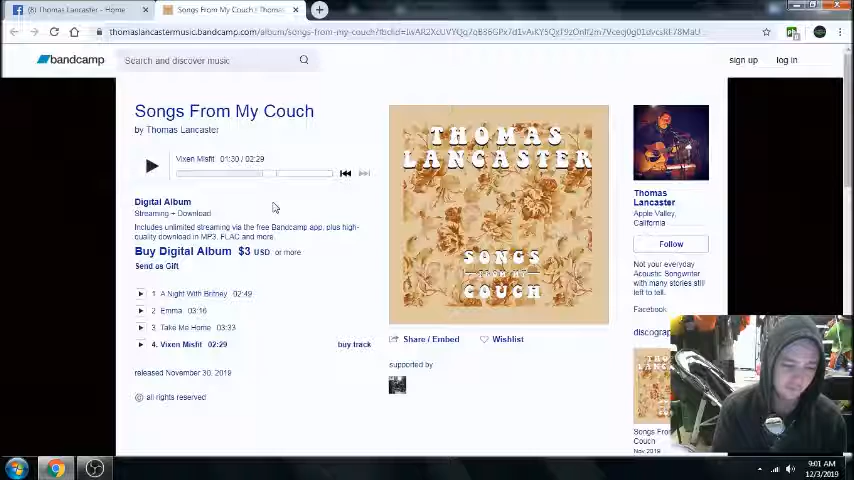 (8) Thomas Lancaster - Home
Songs From My Couch | Thomas
bandcamp
Search and discover music
sign up log in
Songs From My Couch
by Thomas Lancaster
Vixen Misfit 01:30 / 02:29
Digital Album
Streaming + Download
Includes unlimited streaming via the free Bandcamp app, plus high-
quality download in MP3, FLAC and more.
Buy Digital Album $3 USD or more
Send as Gift
1 A Night With Britney 02:49
2 Emma 03:16
3 Take Me Home 03:33
4. Vixen Misfit 02:29 buy track
released November 30, 2019
all rights reserved
THOMAS
LANCASTER
SONGS
FROM MY
COUCH
Share / Embed Wishlist
supported by
Thomas
Lancaster
Apple Valley,
California
Follow
Not your everyday
Acoustic Songwriter
with many stories still
left to tell.
Facebook
Songs From
Couch
Nov 2019
9:01 AM
12/3/2019